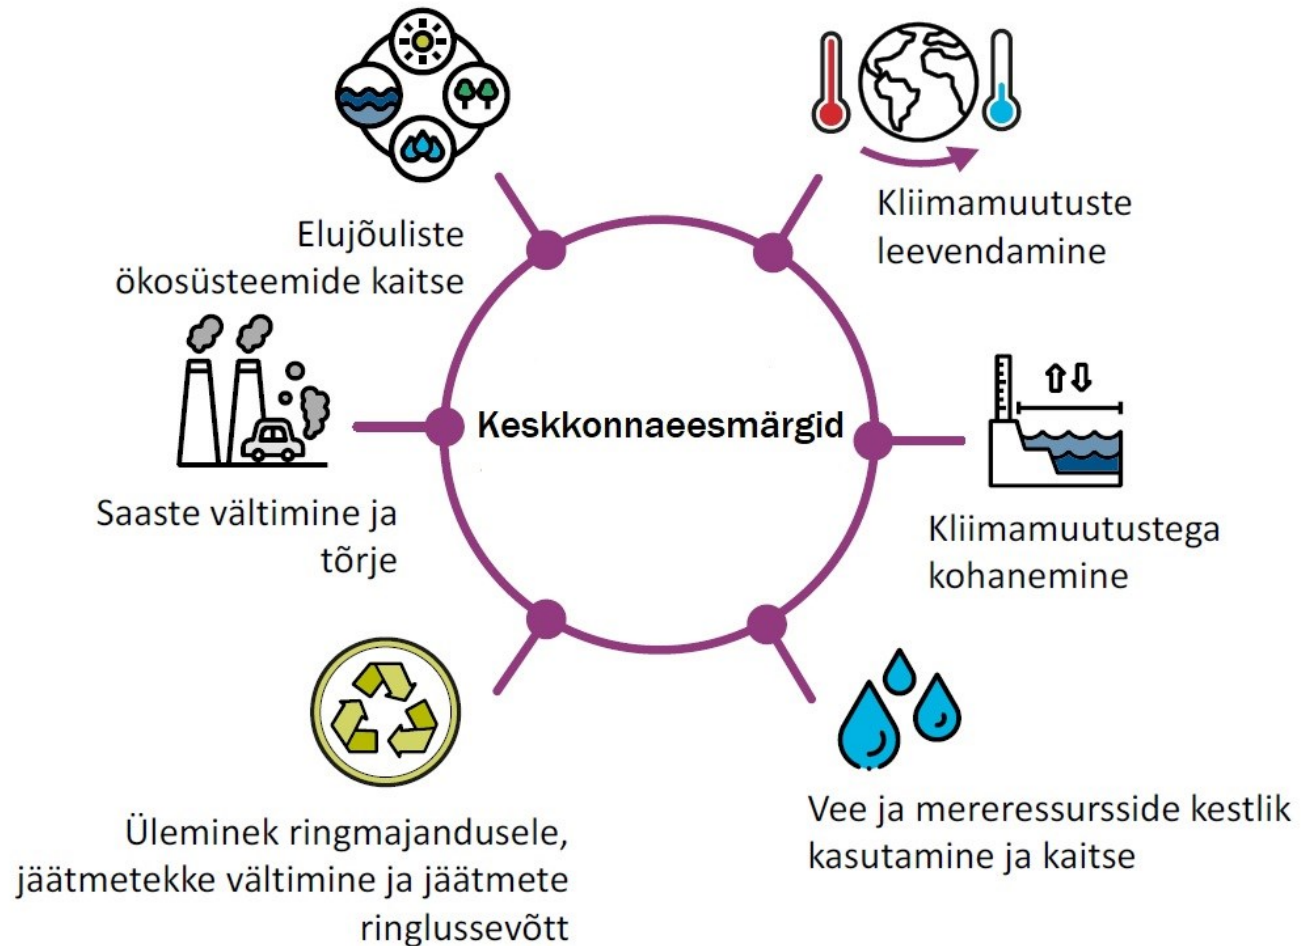 Elujõuliste
ökosüsteemide kaitse
Kliimamuutuste
leevendamine
Saaste vältimine ja
tõrje
Keskkonnaeesmärgid
Kliimamuutustega
kohanemine
Üleminek ringmajandusele,
jäätmetekke vältimine ja jäätmete
ringlussevõtt
Vee ja mereressursside kestlik
kasutamine ja kaitse